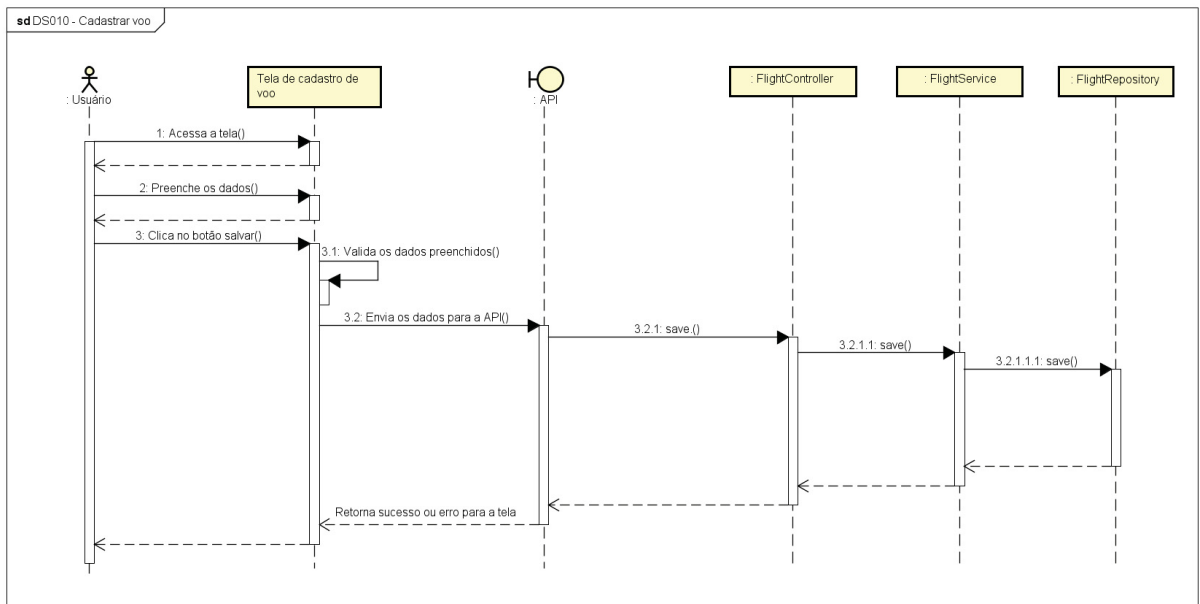 sd DS010 - Cadastrar voo
: Usuário
Tela de cadastro de
voo
: API
: FlightController
: FlightService
: FlightRepository
1: Acessa a tela()
2: Preenche os dados()
3: Clica no botão salvar()
3.1: Valida os dados preenchidos()
3.2: Envia os dados para a API()
3.2.1: save.()
3.2.1.1: save()
3.2.1.1.1: save()
Retorna sucesso ou erro para a tela